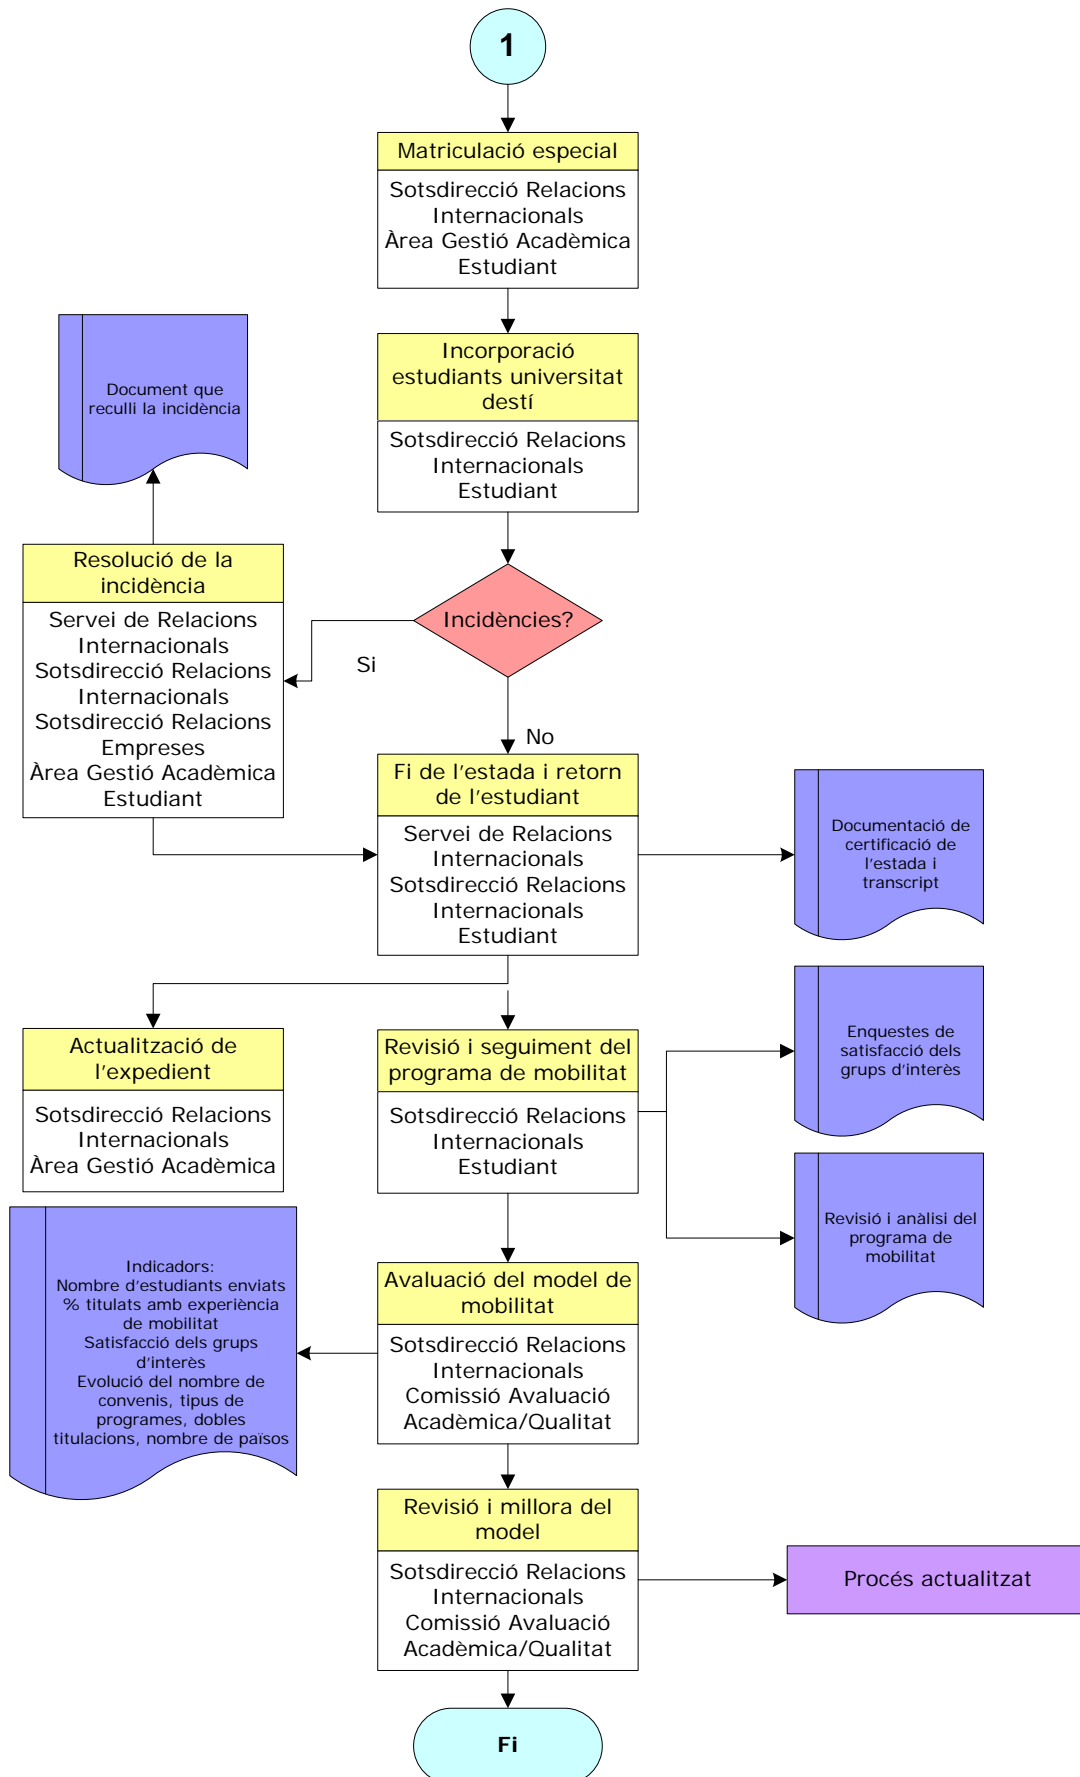 1
Matriculació especial
Sotsdirecció Relacions
Internacionals
Àrea Gestió Acadèmica
Estudiant
Incorporació
estudiants universitat
destí
Sotsdirecció Relacions
Internacionals
Estudiant
Document que
reculli la incidència
Resolució de la
incidència
Servei de Relacions
Internacionals
Sotsdirecció Relacions
Internacionals
Sotsdirecció Relacions
Empreses
Àrea Gestió Acadèmica
Estudiant
Incidències?
Si
No
Fi de l'estada i retorn
de l'estudiant
Servei de Relacions
Internacionals
Sotsdirecció Relacions
Internacionals
Estudiant
Documentació de
certificació de
l'estada i
transcript
Actualització de
l'expedient
Sotsdirecció Relacions
Internacionals
Àrea Gestió Acadèmica
Revisió i seguiment del
programa de mobilitat
Sotsdirecció Relacions
Internacionals
Estudiant
Enquestes de
satisfacció dels
grups d'interès
Revisió i anàlisi del
programa de
mobilitat
Indicadors:
Nombre d'estudiants enviats
% titulats amb experiència
de mobilitat
Satisfacció dels grups
d'interès
Evolució del nombre de
convenis, tipus de
programes, dobles
titulacions, nombre de països
Avaluació del model de
mobilitat
Sotsdirecció Relacions
Internacionals
Comissió Avaluació
Acadèmica/Qualitat
Revisió i millora del
model
Sotsdirecció Relacions
Internacionals
Comissió Avaluació
Acadèmica/Qualitat
Procés actualitzat
Fi